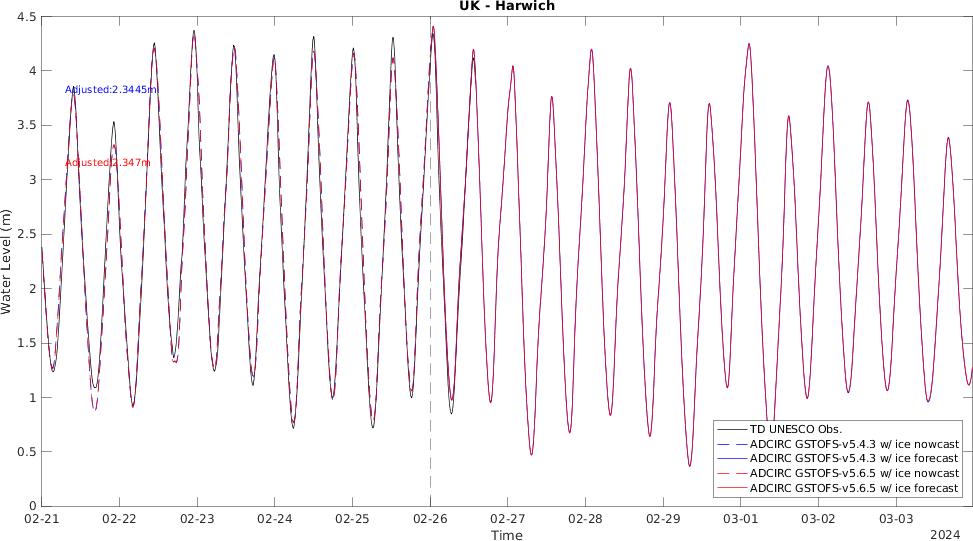 UK - Harwich
4.5
4
3.5
3
2.5
2
1.5
1
0.5
0
Water Level (m)
Adjusted:2.3445m
Adjusted:2.347m
TD UNESCO Obs.
ADCIRC GSTOFS-v5.4.3 w/ ice nowcast
ADCIRC GSTOFS-v5.4.3 w/ ice forecast
ADCIRC GSTOFS-v5.6.5 w/ ice nowcast
ADCIRC GSTOFS-v5.6.5 w/ ice forecast
02-21 02-22 02-23 02-24 02-25 02-26 02-27 02-28 02-29 03-01 03-02 03-03
Time
2024